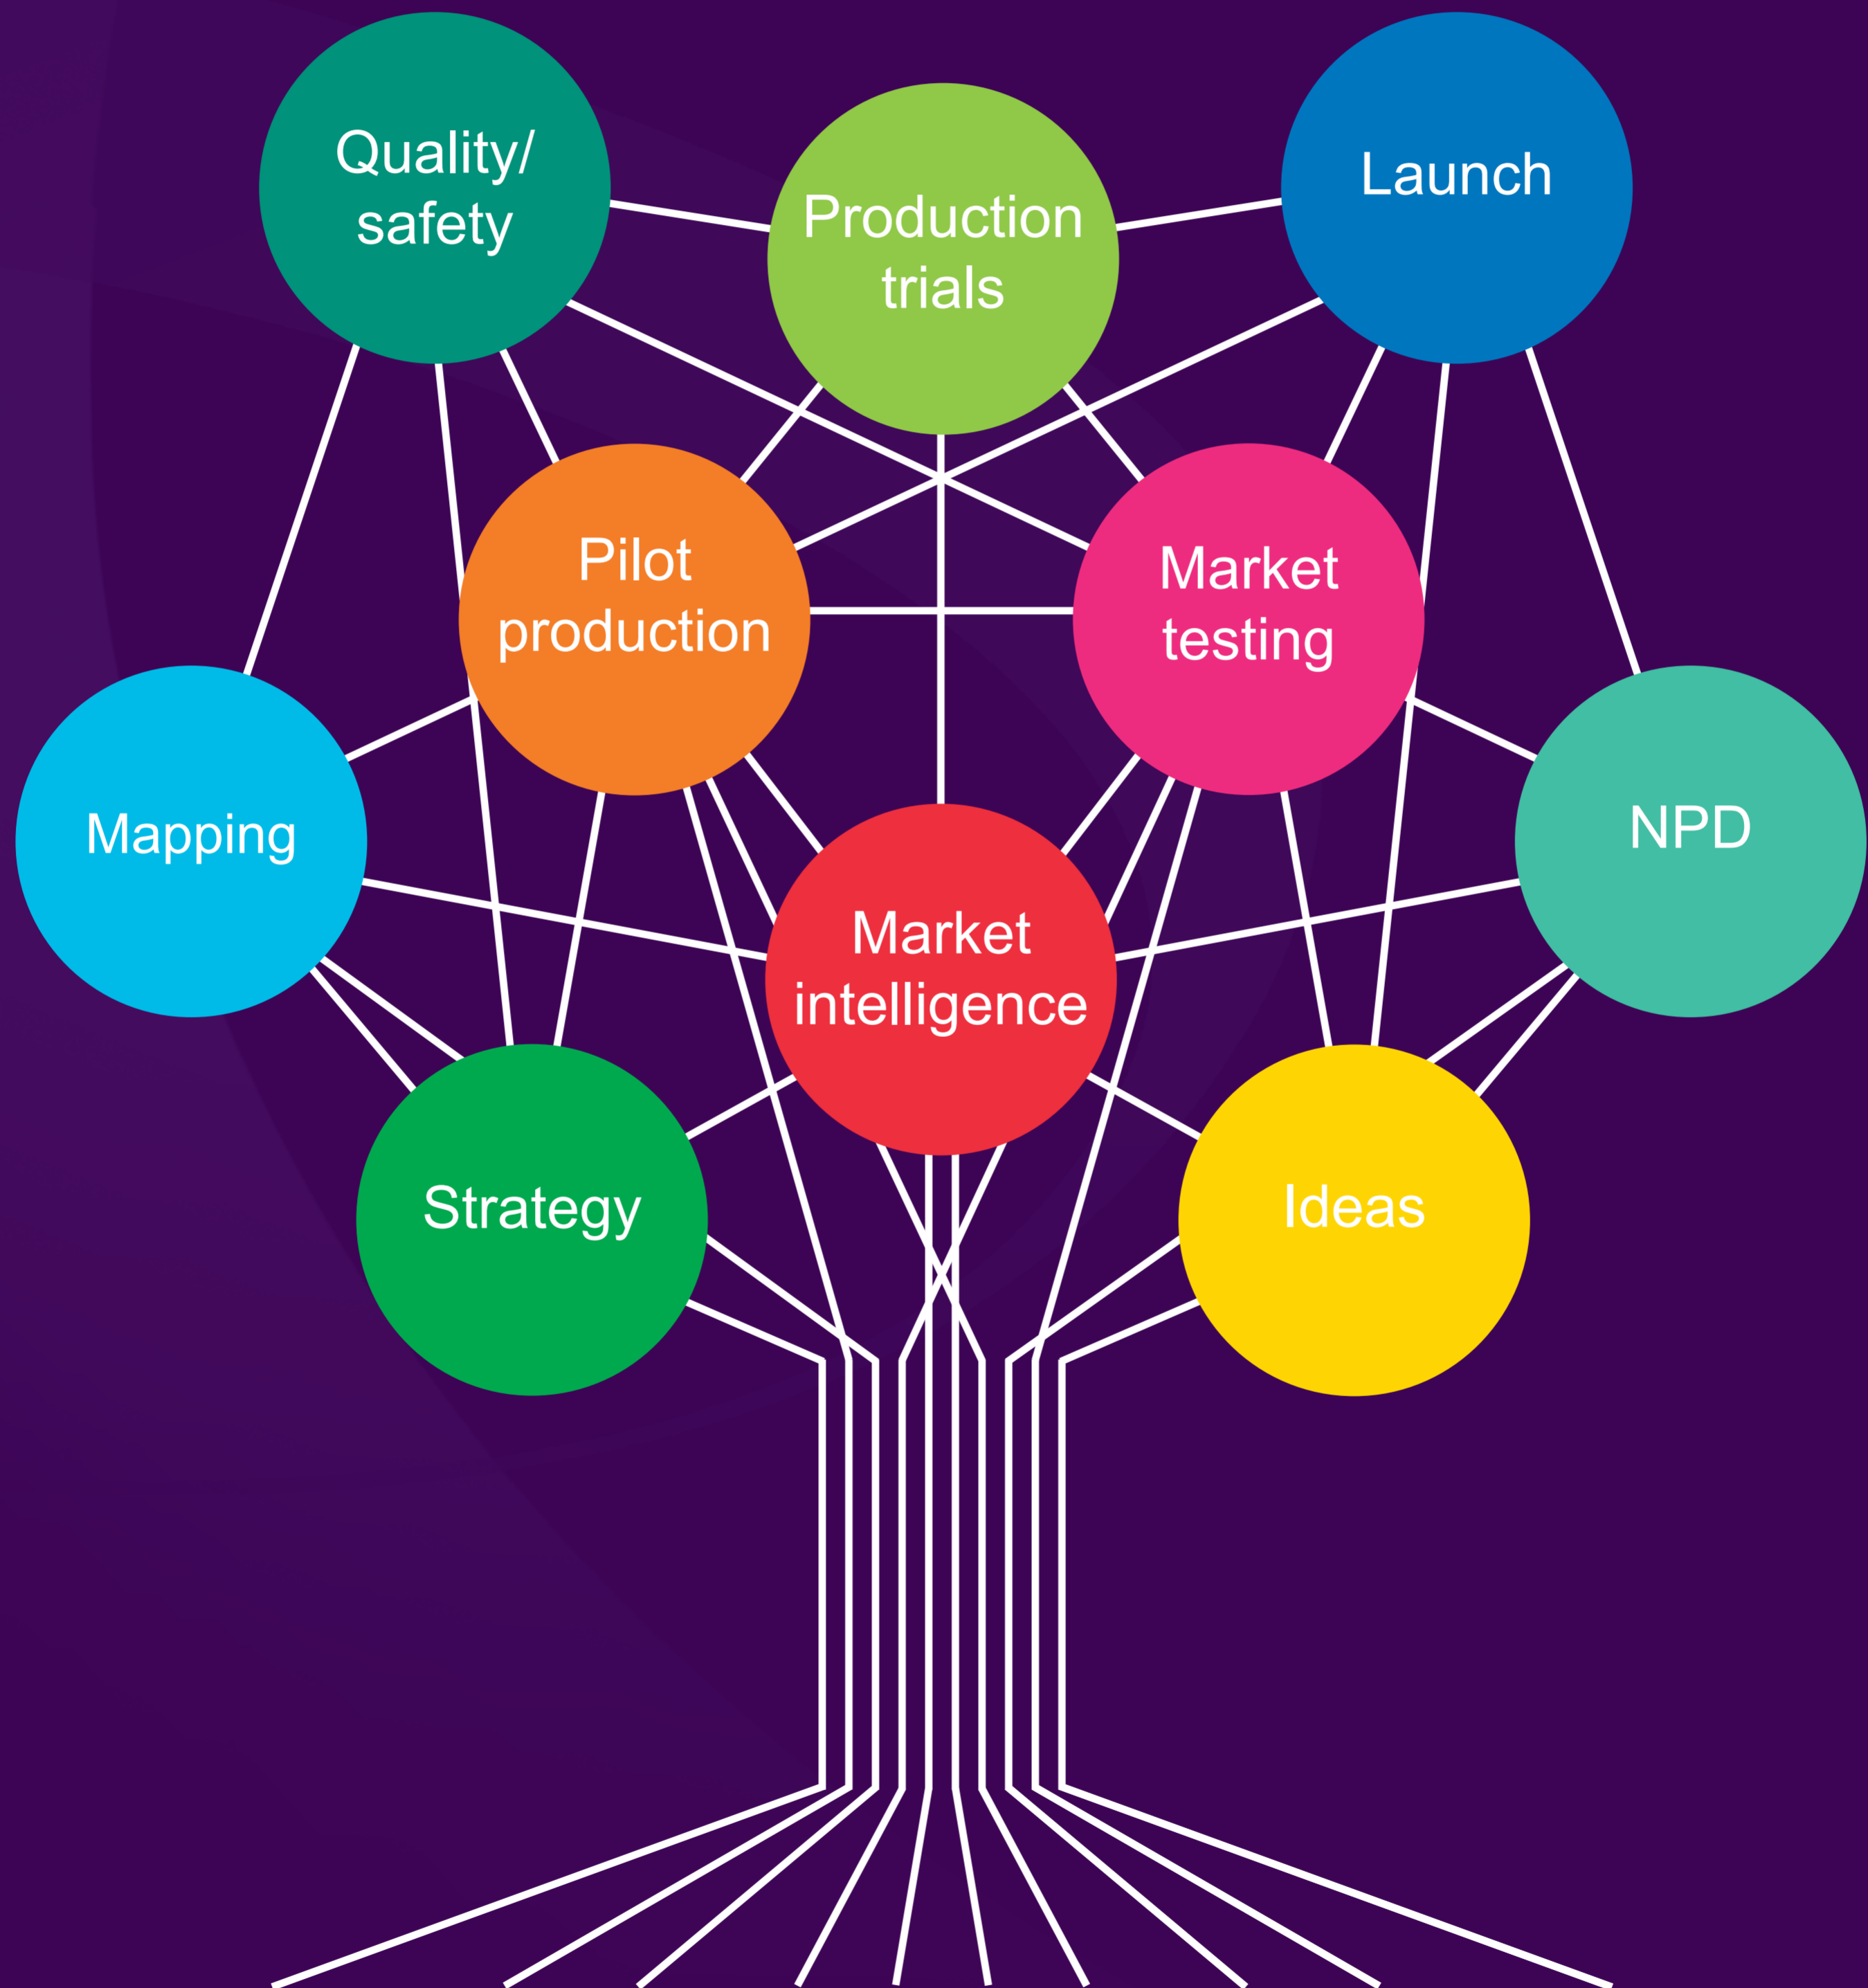 Quality/
safety
Production
trials
Launch
Pilot
production
Market
testing
Mapping
NPD
Market
intelligence
Strategy
Ideas